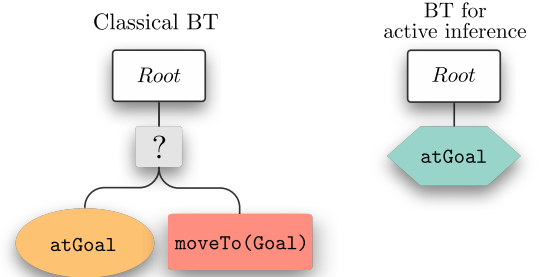 Classical BT
BT for
active inference
Root
Root
?
atGoal
atGoal
moveTo(Goal)